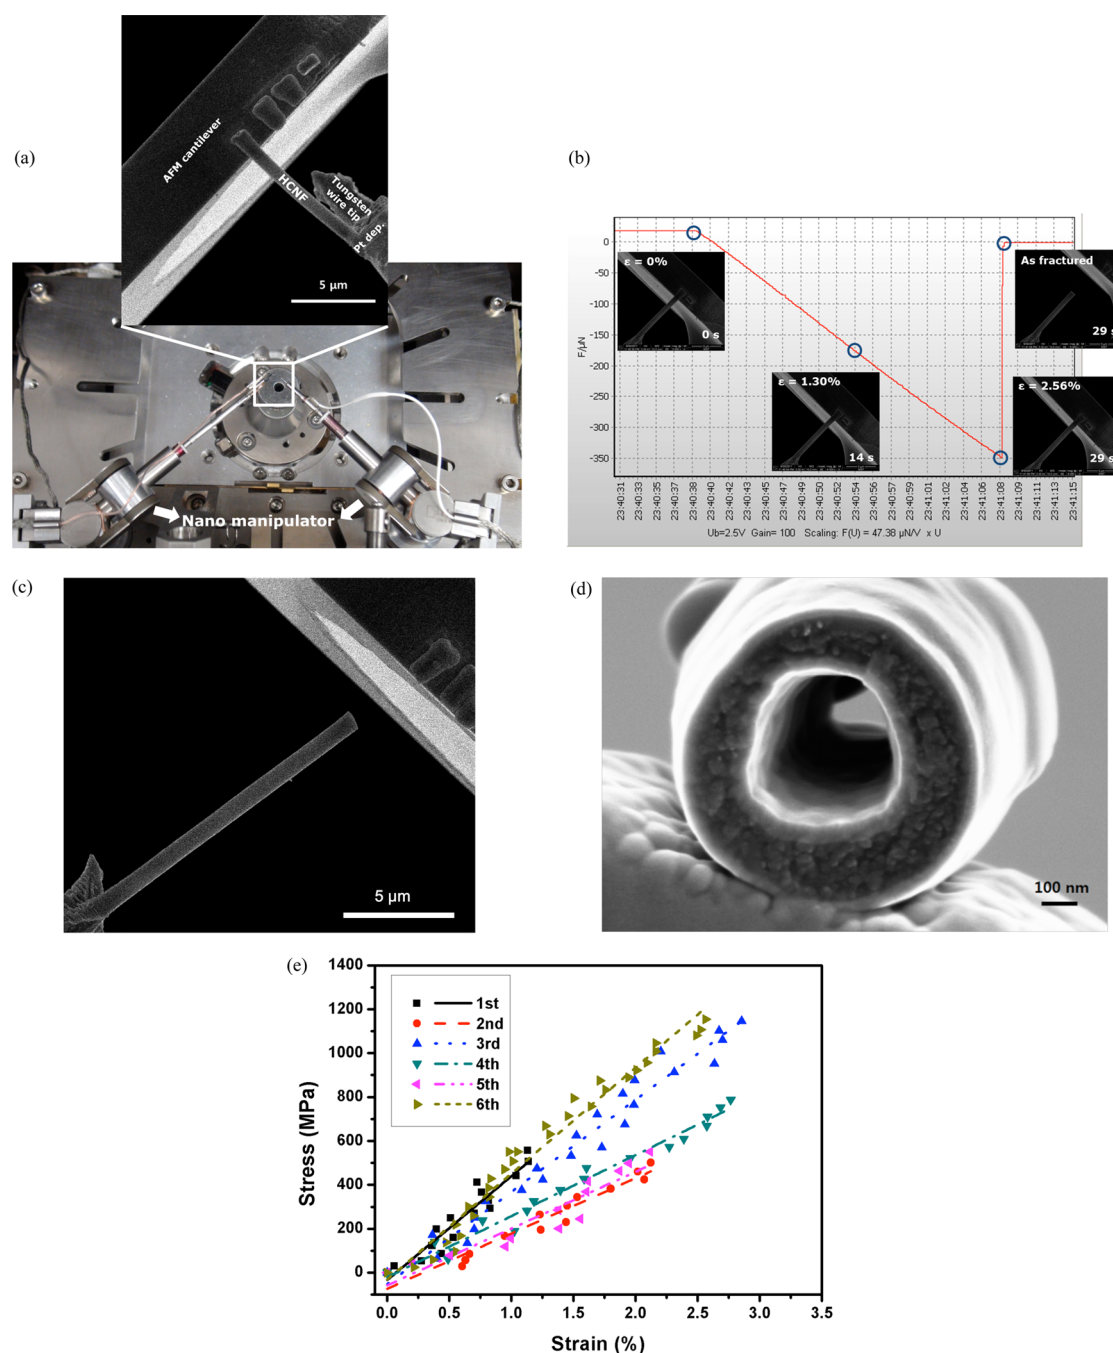 (a)
AFM cantilever
HCNF
Tungsten
wire tip
Pt dep.
5 µm
Nano manipulator
(b)
F/µN
0
-50
-100
-150
-200
-250
-300
-350
ε = 0%
0 s
ε = 1.30%
14 s
As fractured
29 s
ε = 2.56%
29 s
23:40:31
23:40:33
23:40:35
23:40:36
23:40:38
23:40:40
23:40:42
23:40:44
23:40:45
23:40:47
23:40:49
23:40:50
23:40:52
23:40:54
23:40:56
23:40:57
23:40:59
23:41:01
23:41:02
23:41:04
23:41:06
23:41:08
23:41:09
23:41:11
23:41:13
23:41:15
Ub=2.5V Gain= 100 Scaling: F(U) = 47.38 µN/V x U
(c)
5 µm
(d)
100 nm
(e)
1400
1200
1000
800
600
400
200
0
Stress (MPa)
1st
2nd
3rd
4th
5th
6th
0.0 0.5 1.0 1.5 2.0 2.5 3.0 3.5
Strain (%)